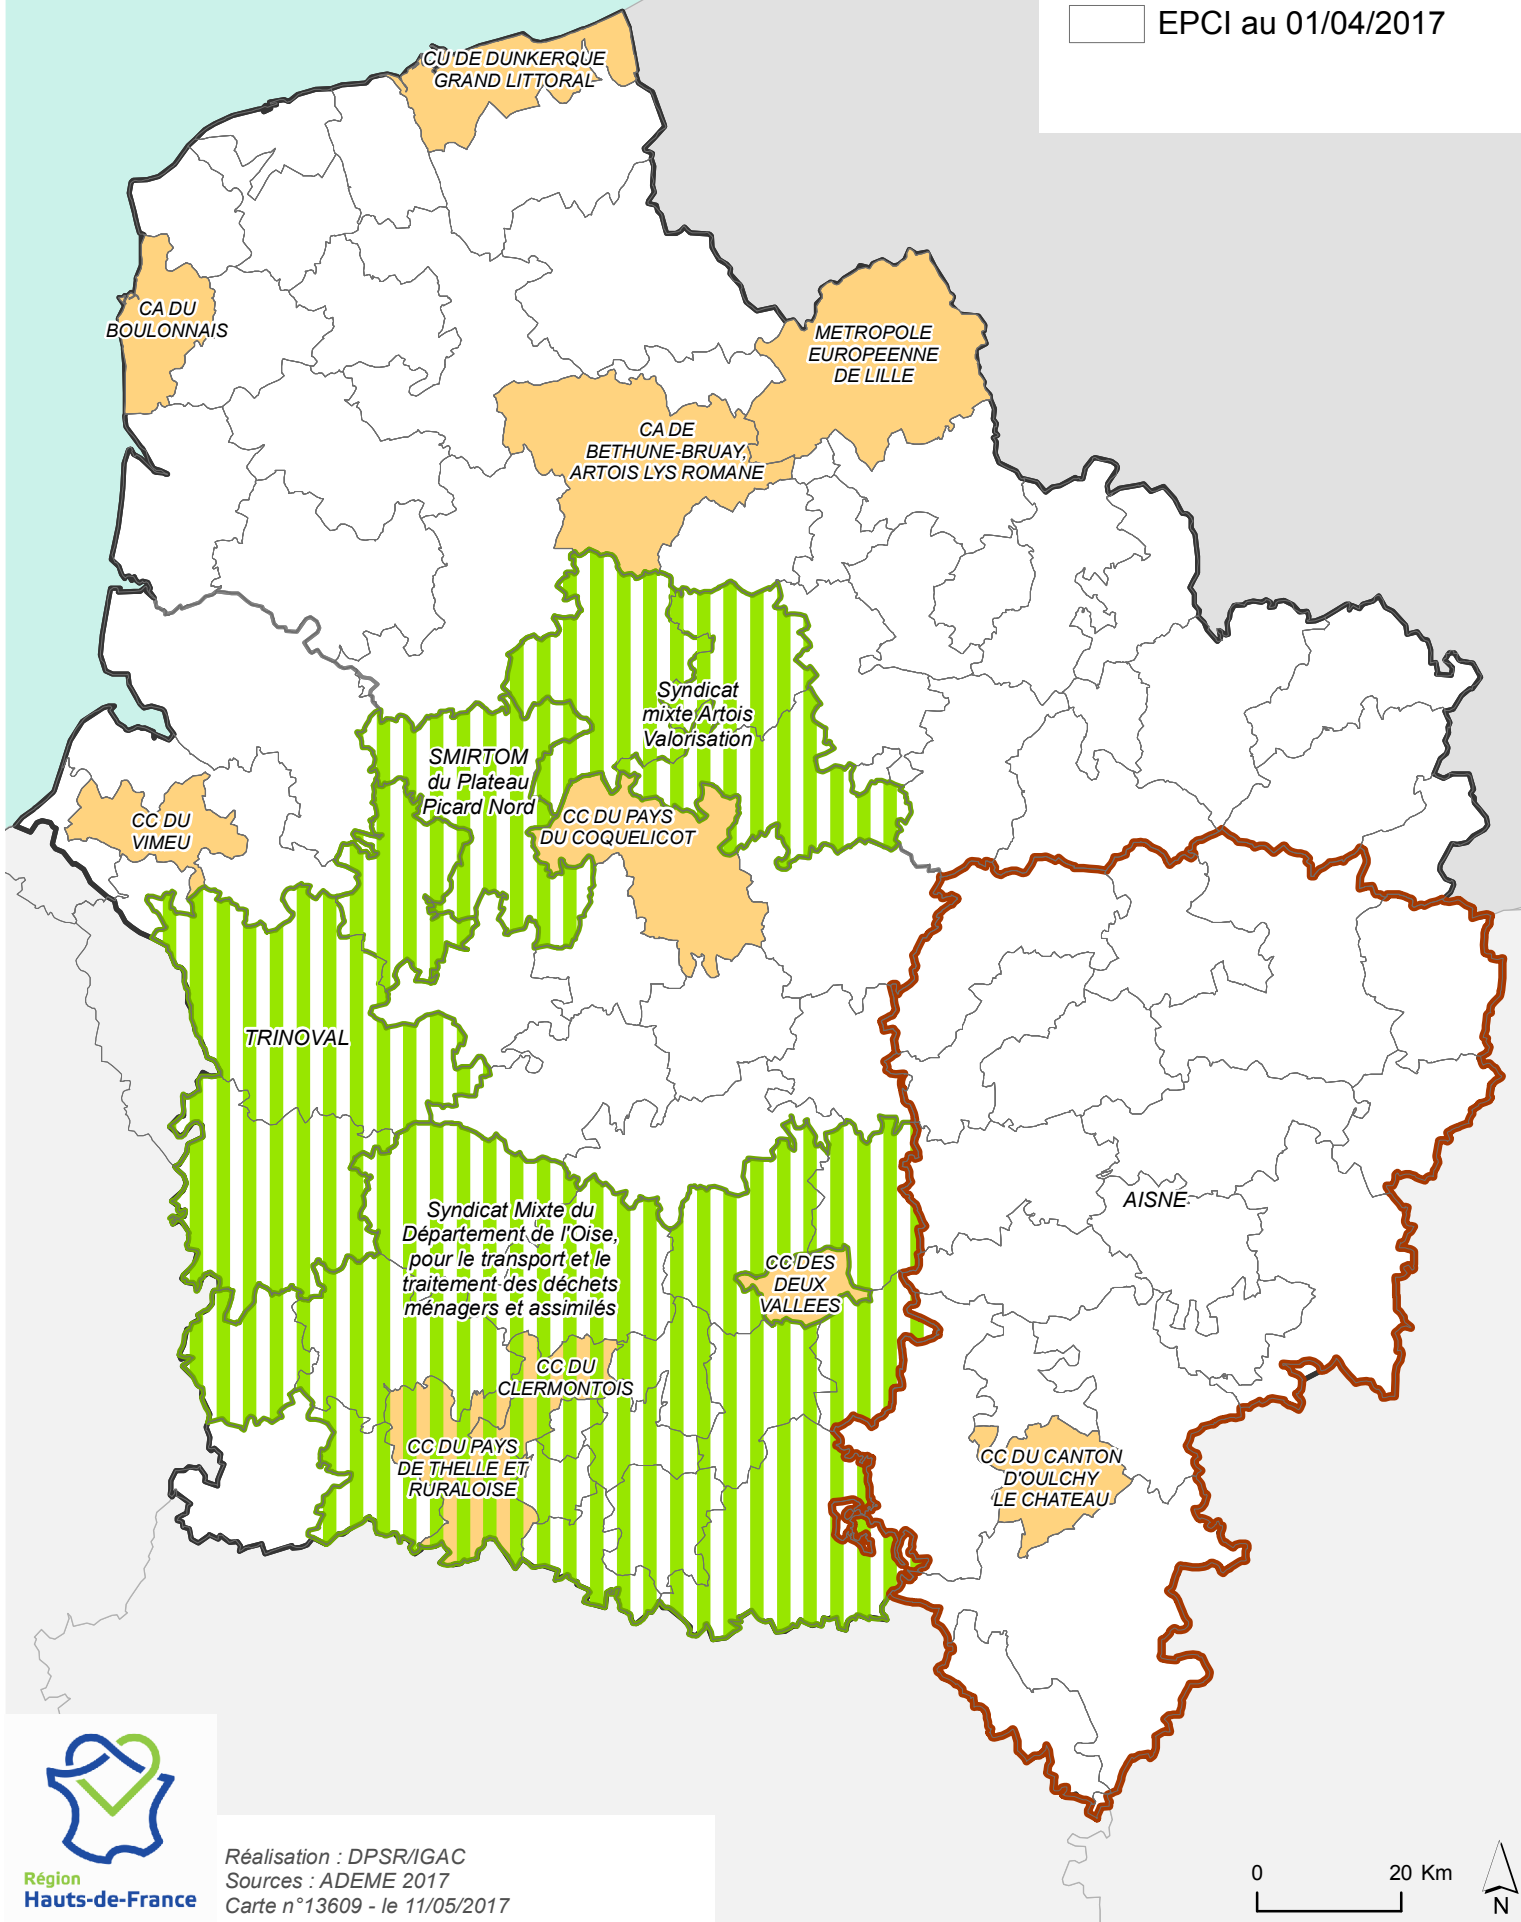 EPCI au 01/04/2017
CU DE DUNKERQUE
GRAND LITTORAL
CA DU
BOULONNAIS
METROPOLE
EUROPEENNE
DE LILLE
CA DE
BETHUNE-BRUAY,
ARTOIS LYS ROMANE
Syndicat
mixte Artois
Valorisation
SMIRTOM
du Plateau
Picard Nord
CC DU
VIMEU
CC DU PAYS
DU COQUELICOT
TRINOVAL
AISNE
Syndicat Mixte du
Département de l'Oise,
pour le transport et le
traitement des déchets
ménagers et assimilés
CC DES
DEUX
VALLEES
CC DU
CLERMONTOIS
CC DU PAYS
DE THELLE ET
RURALOISE
CC DU CANTON
D'OULCHY
LE CHATEAU
Région
Hauts-de-France
Réalisation : DPSR/IGAC
Sources : ADEME 2017
Carte n°13609 - le 11/05/2017
0 20 Km
N